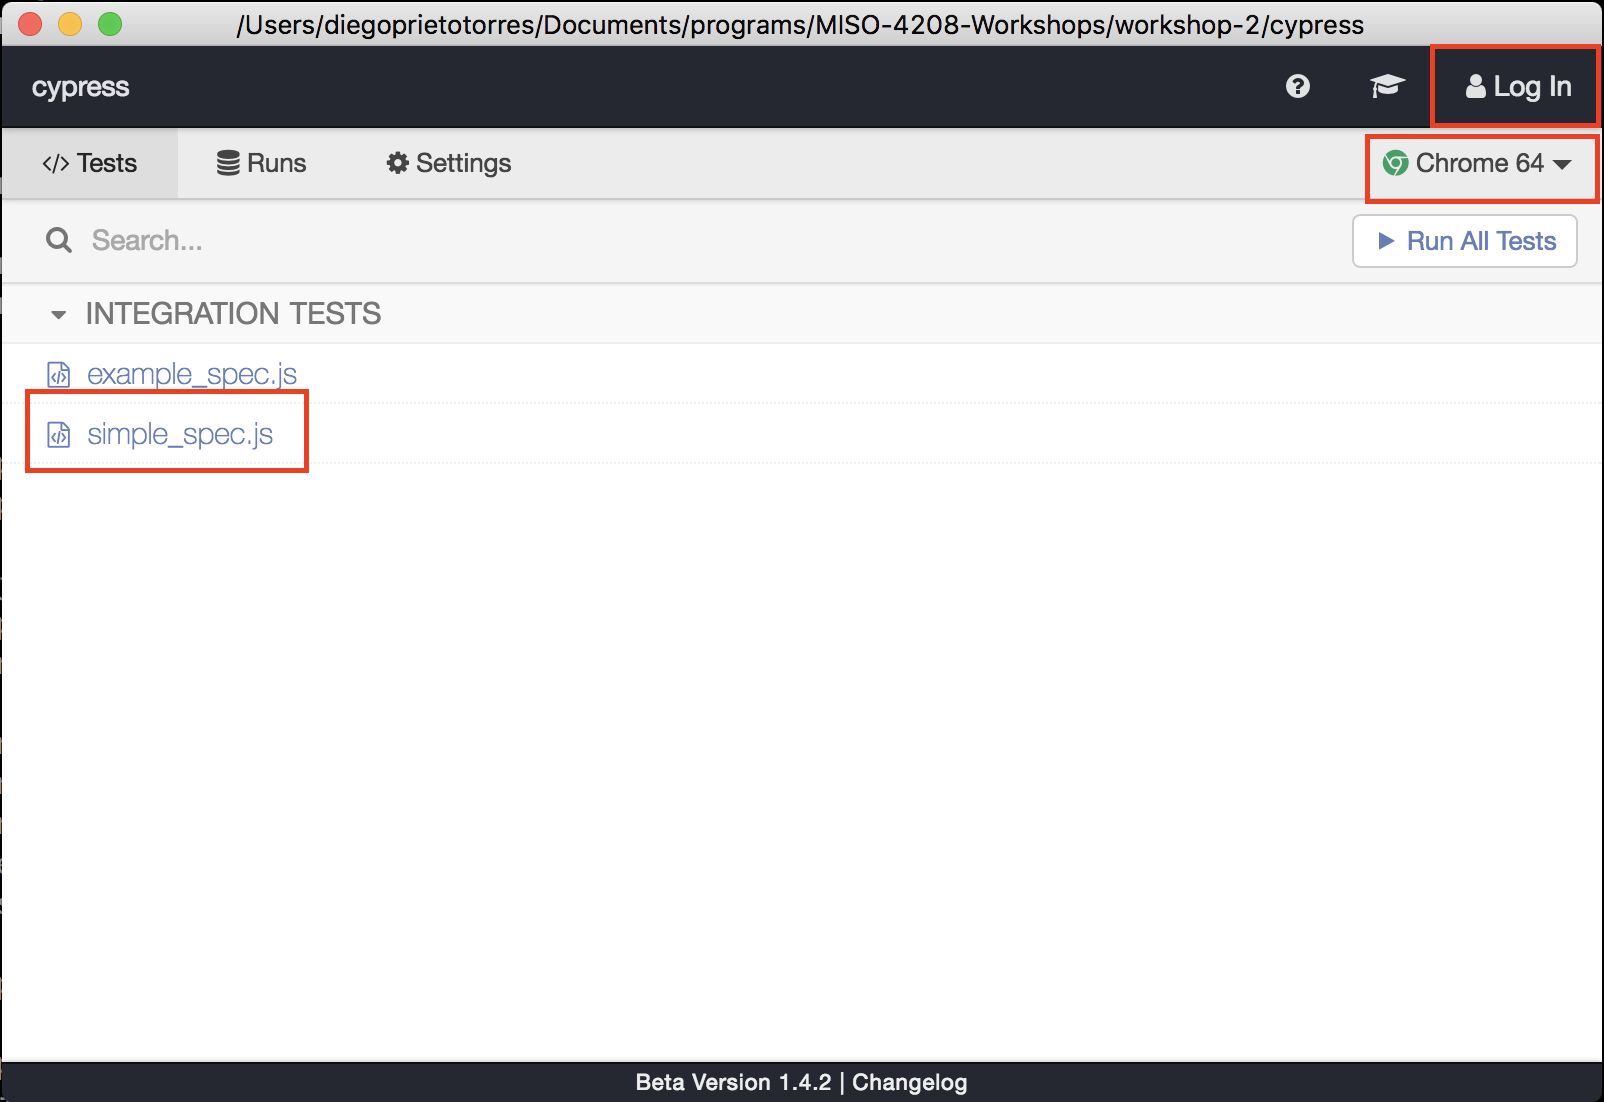 /Users/diegoprietotorres/Documents/programs/MISO-4208-Workshops/workshop-2/cypress
cypress
Log In
Tests
Runs
Settings
Chrome 64
Search...
Run All Tests
INTEGRATION TESTS
example_spec.js
simple_spec.js
Beta Version 1.4.2 | Changelog